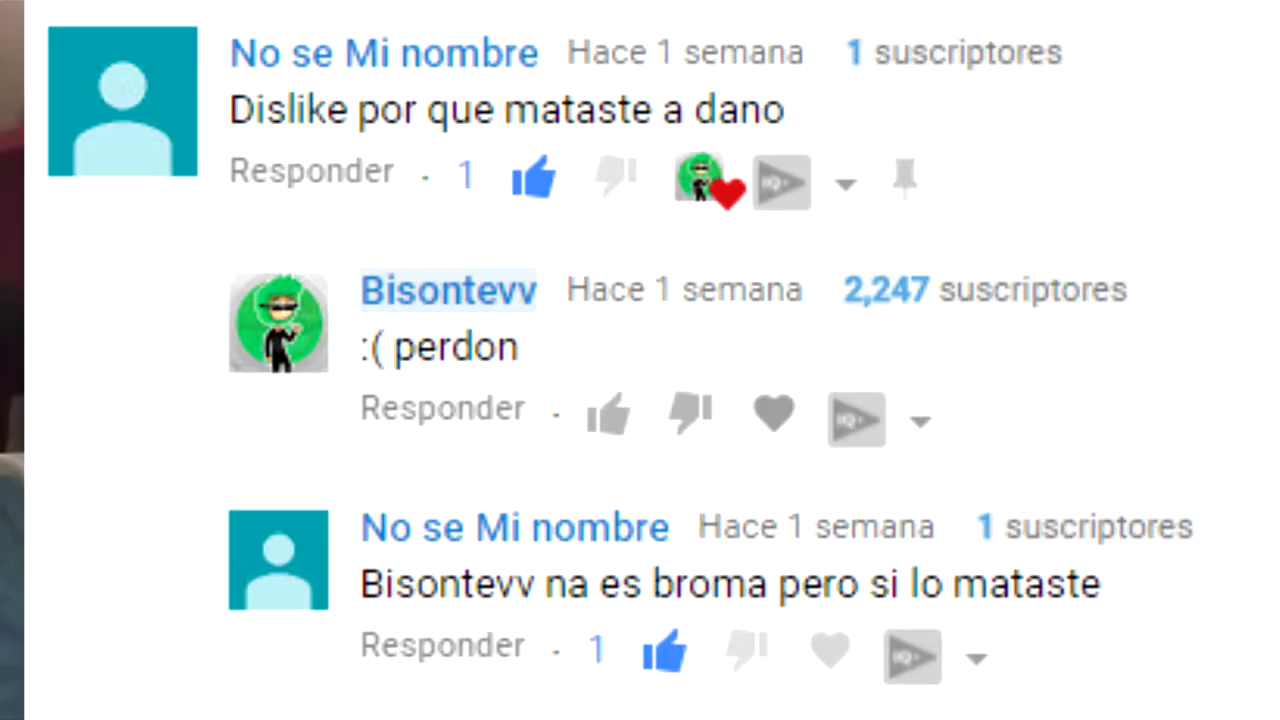 No se Mi nombre Hace 1 semana 1 suscriptores
Dislike por que mataste a dano
Responder . 1
Bisontevv Hace 1 semana 2,247 suscriptores
:( perdon
Responder .
No se Mi nombre Hace 1 semana 1 suscriptores
Bisontevv na es broma pero si lo mataste
Responder . 1